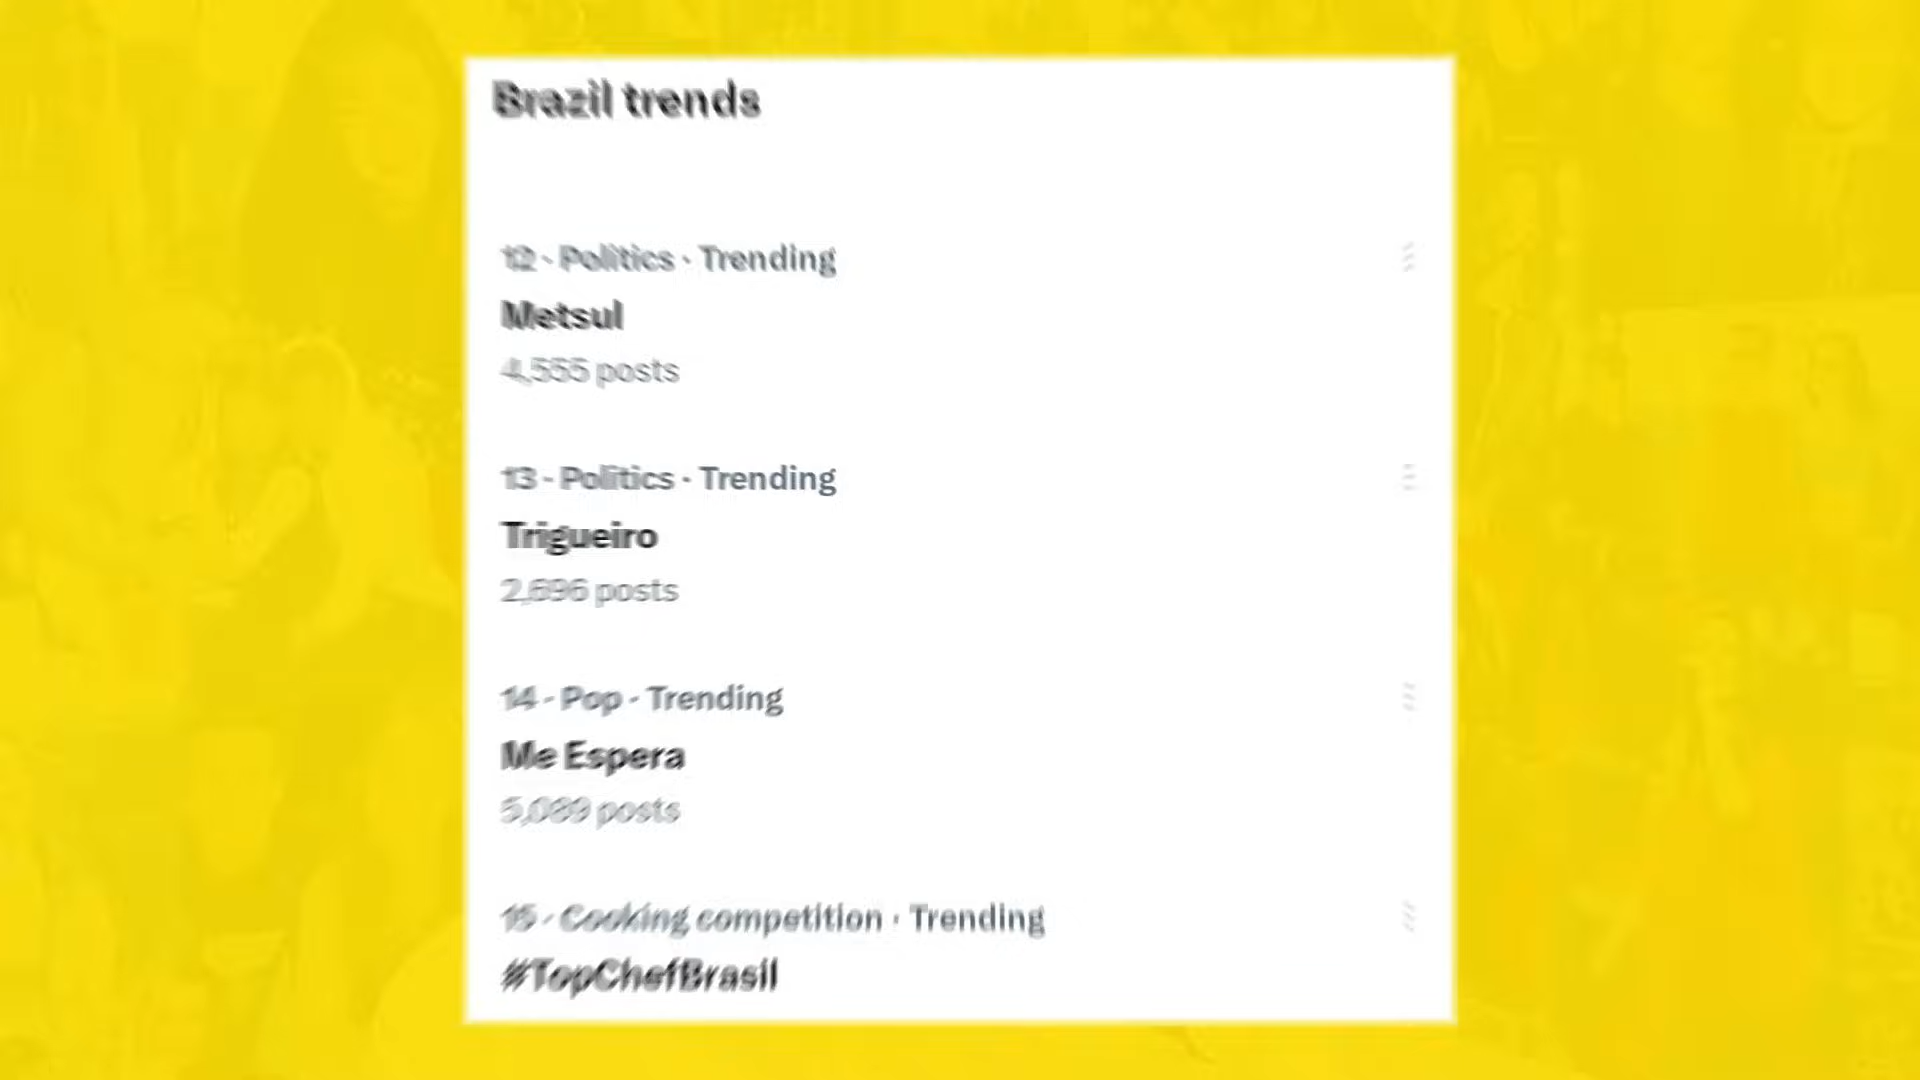 Brazil trends
12 · Politics · Trending
Metsul
4,555 posts
13 · Politics · Trending
Trigueiro
2,696 posts
14 · Pop · Trending
Me Espera
5,089 posts
15 · Cooking competition · Trending
#TopChefBrasil